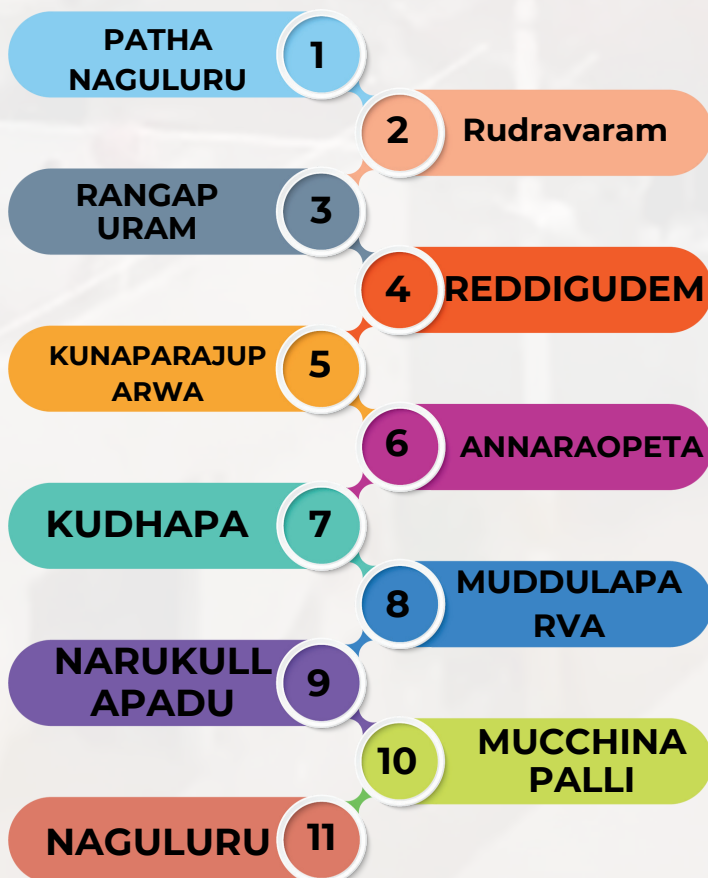 PATHA
NAGULURU
1
2
Rudravaram
RANGAP
URAM
3
4
REDDIGUDEM
KUNAPARAJUP
ARWA
5
6
ANNARAOPETA
KUDHAPA
7
8
MUDDULAPA
RVA
NARUKULL
APADU
9
10
MUCCHINA
PALLI
NAGULURU
11